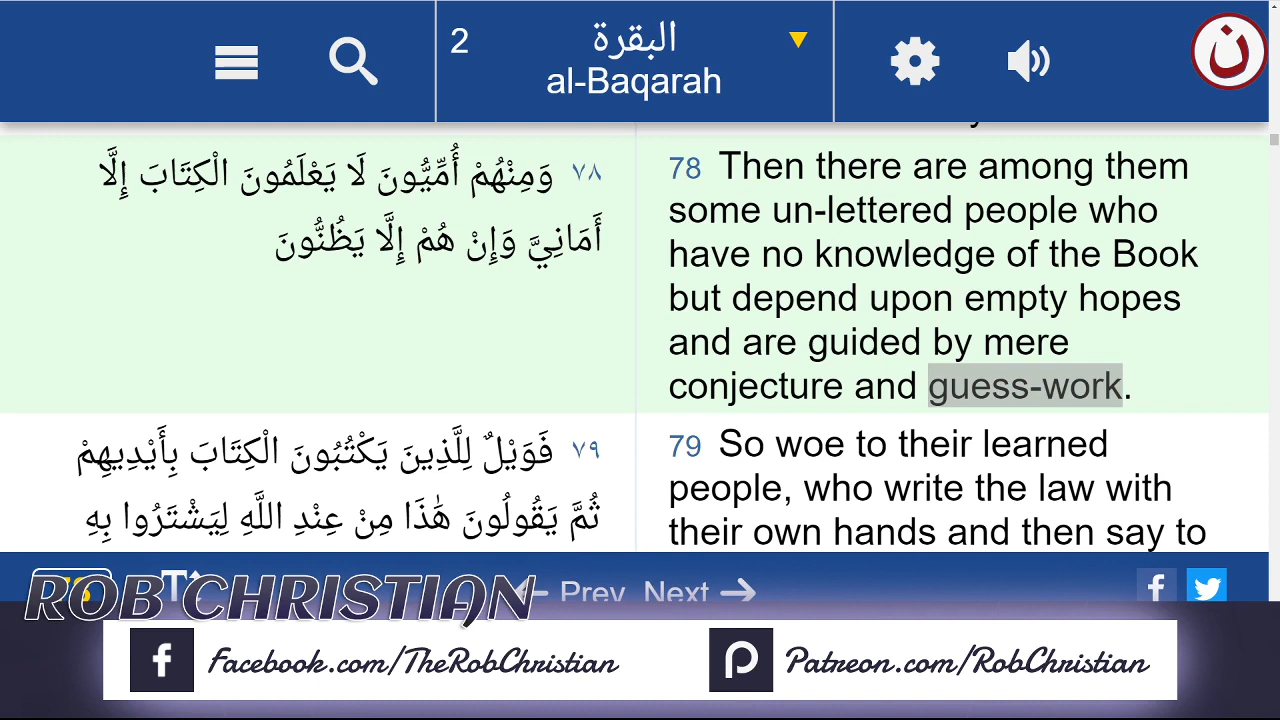 2
البقرة
al-Baqarah
ن
٧٨ وَمِنْهُمْ أُمِّيُّونَ لَا يَعْلَمُونَ الْكِتَابَ إِلَّا
أَمَانِيَّ وَإِنْ هُمْ إِلَّا يَظُنُّونَ
78 Then there are among them
some un-lettered people who
have no knowledge of the Book
but depend upon empty hopes
and are guided by mere
conjecture and guess-work.
٧٩ فَوَيْلٌ لِلَّذِينَ يَكْتُبُونَ الْكِتَابَ بِأَيْدِيهِمْ
ثُمَّ يَقُولُونَ هَٰذَا مِنْ عِنْدِ اللَّهِ لِيَشْتَرُوا بِهِ
79 So woe to their learned
people, who write the law with
their own hands and then say to
Prev Next
ROB CHRISTIAN
Facebook.com/TheRobChristian
Patreon.com/RobChristian